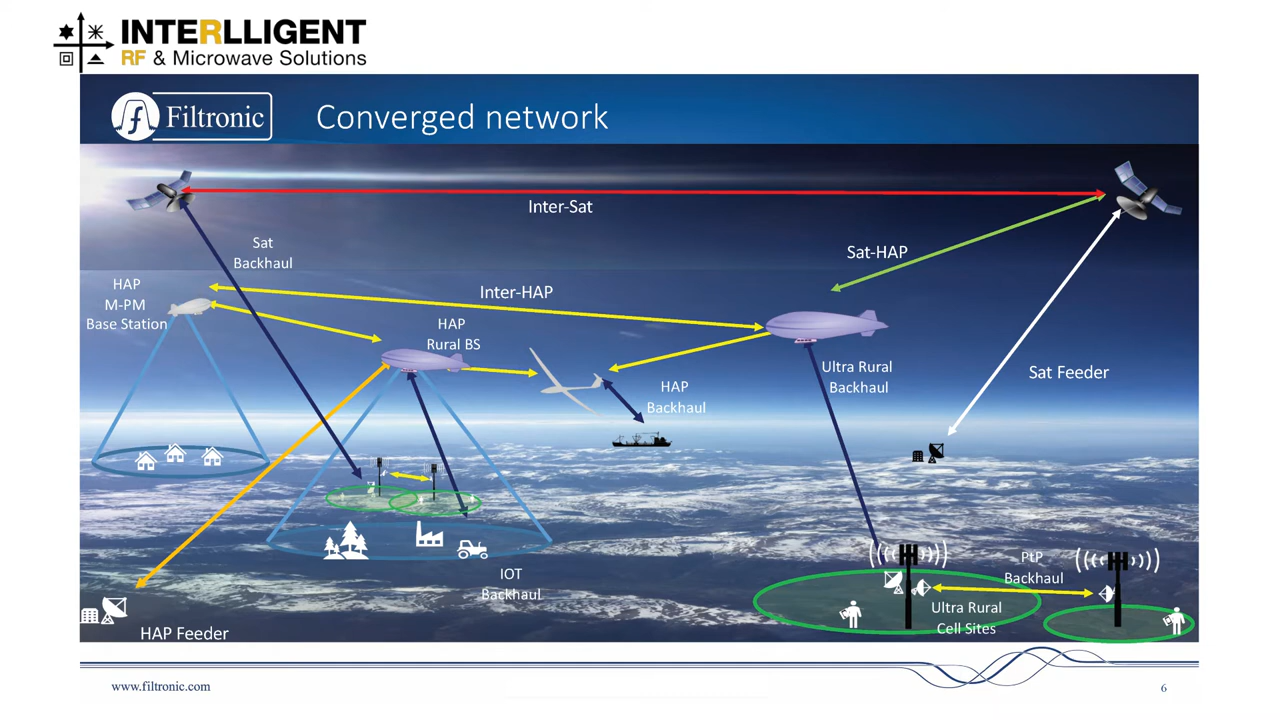 INTERLLIGENT
RF & Microwave Solutions
f Filtronic
Converged network
Inter-Sat
Sat
Backhaul
Sat-HAP
HAP
M-PM
Base Station
Inter-HAP
HAP
Rural BS
Ultra Rural
Backhaul
Sat Feeder
HAP
Backhaul
IOT
Backhaul
PtP
Backhaul
Ultra Rural
Cell Sites
HAP Feeder
www.filtronic.com
6